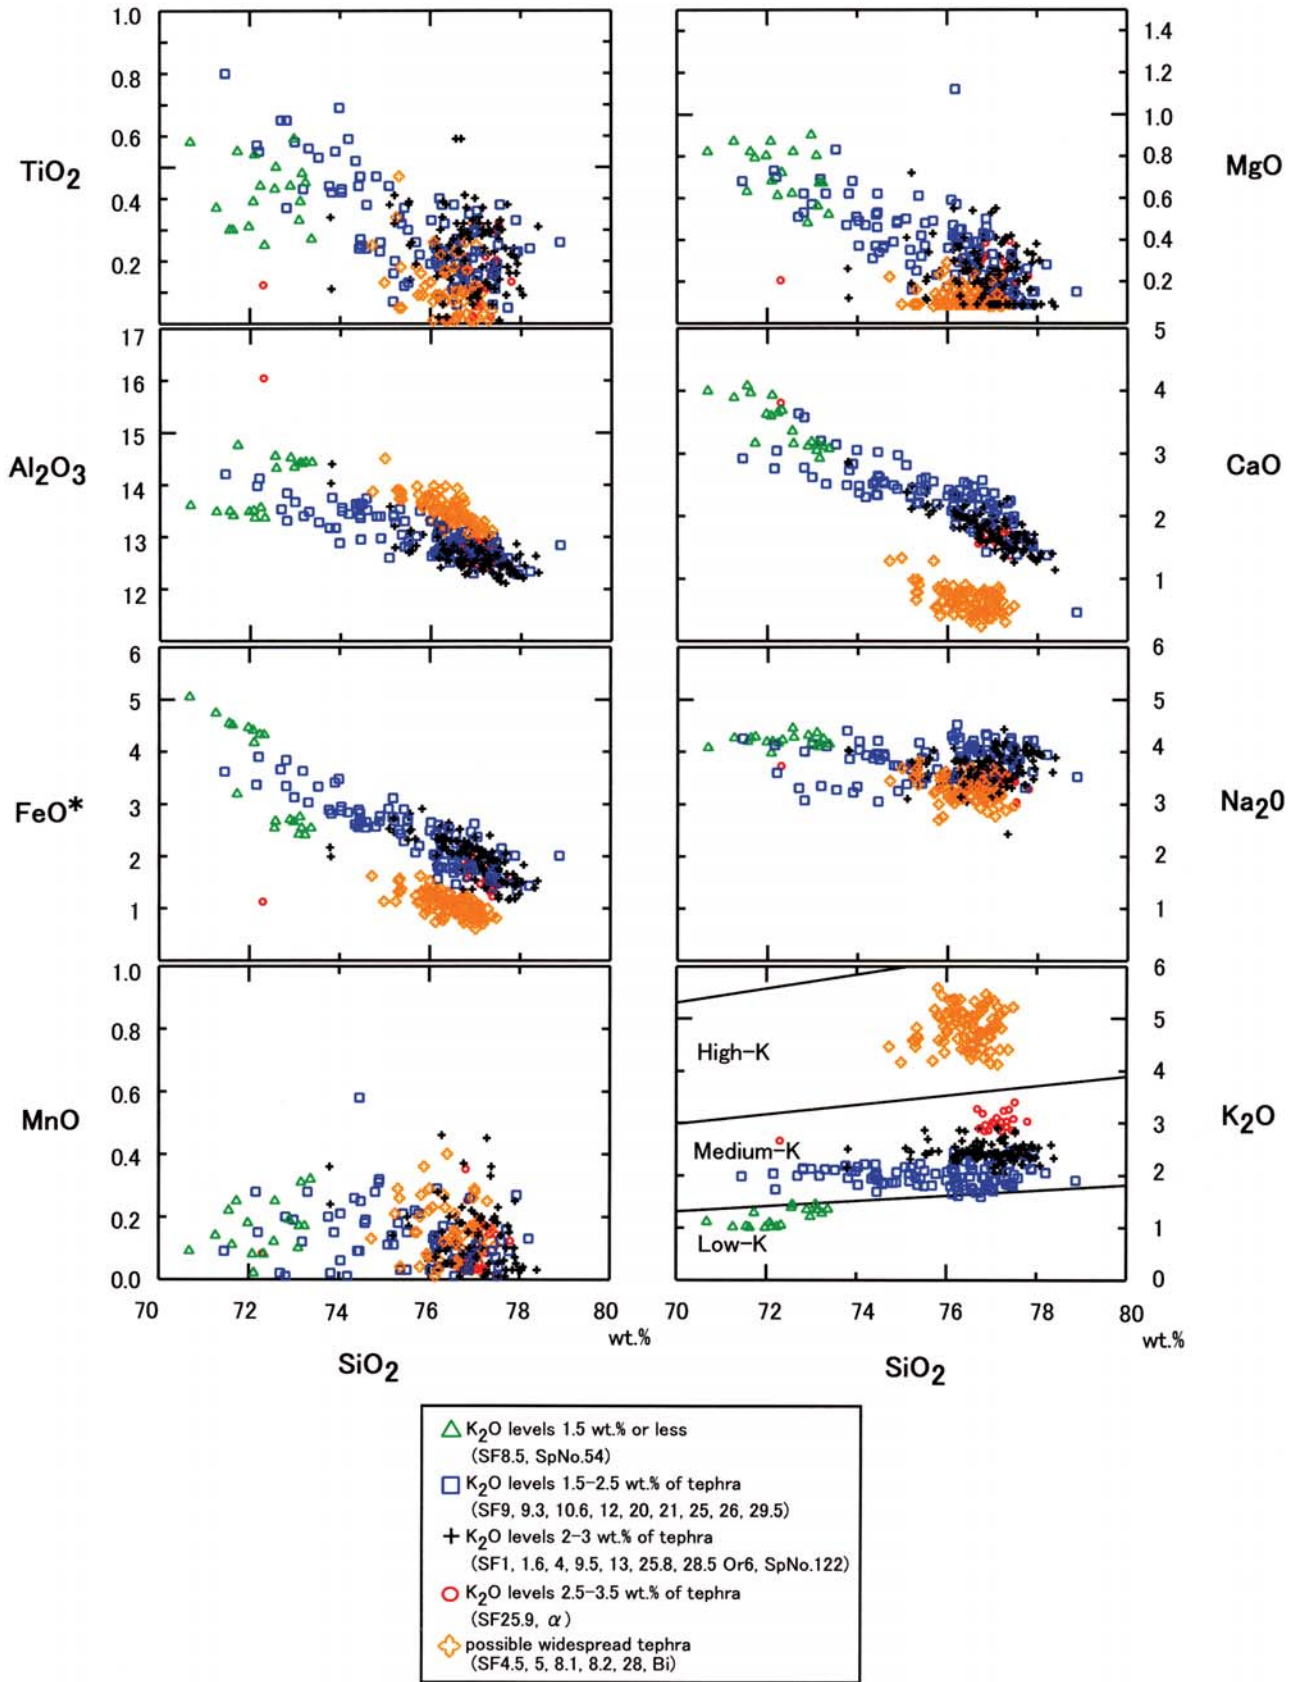 1.0
0.8
0.6
0.4
0.2
TiO2
1.4
1.2
1.0
0.8
0.6
0.4
0.2
MgO
17
16
15
14
13
12
Al2O3
5
4
3
2
1
6
CaO
6
5
4
3
2
1
FeO*
6
5
4
3
2
1
Na20
1.0
0.8
0.6
0.4
0.2
0.0
MnO
High-K
Medium-K
Low-K
6
5
4
3
2
1
0
K2O
70 72 74 76 78 80
wt.%
SiO2
70 72 74 76 78 80
wt.%
SiO2
K2O levels 1.5 wt.% or less
(SF8.5, SpNo.54)
K2O levels 1.5-2.5 wt.% of tephra
(SF9, 9.3, 10.6, 12, 20, 21, 25, 26, 29.5)
K2O levels 2-3 wt.% of tephra
(SF1, 1.6, 4, 9.5, 13, 25.8, 28.5 Or6, SpNo.122)
K2O levels 2.5-3.5 wt.% of tephra
(SF25.9, α)
possible widespread tephra
(SF4.5, 5, 8.1, 8.2, 28, Bi)